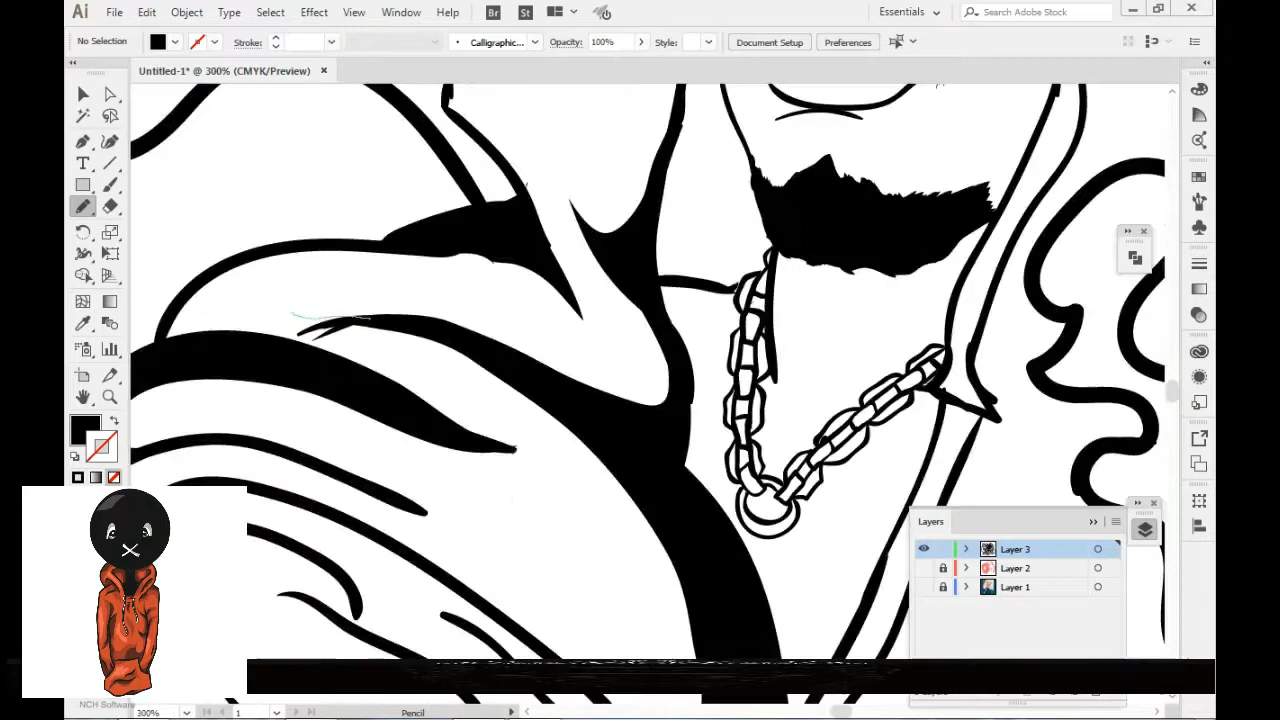 Ai File Edit Object Type Select Effect View Window Help Br St Essentials Search Adobe Stock
No Selection Stroke: Calligraphic... Opacity: 100% Style: Document Setup Preferences
Untitled-1* @ 300% (CMYK/Preview)
Layers
Layer 3
Layer 2
Layer 1
NCH Software
300% 1 Pencil